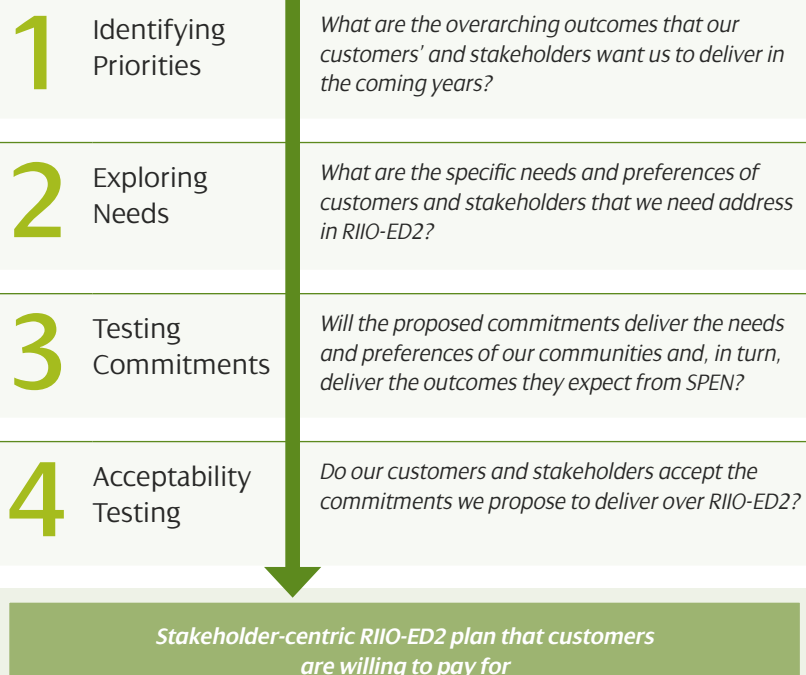 1
Identifying
Priorities
What are the overarching outcomes that our
customers’ and stakeholders want us to deliver in
the coming years?
2
Exploring
Needs
What are the specific needs and preferences of
customers and stakeholders that we need address
in RIIO-ED2?
3
Testing
Commitments
Will the proposed commitments deliver the needs
and preferences of our communities and, in turn,
deliver the outcomes they expect from SPEN?
4
Acceptability
Testing
Do our customers and stakeholders accept the
commitments we propose to deliver over RIIO-ED2?
Stakeholder-centric RIIO-ED2 plan that customers
are willing to pay for